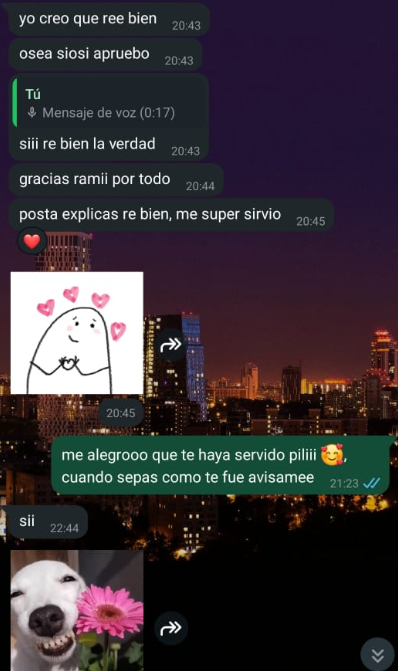 yo creo que ree bien 20:43
osea siosi apruebo 20:43
Tú
Mensaje de voz (0:17)
siii re bien la verdad 20:43
gracias ramii por todo 20:44
posta explicas re bien, me super sirvio 20:45
20:45
me alegrooo que te haya servido piliii 🥰,
cuando sepas como te fue avisamee 21:23
sii 22:44